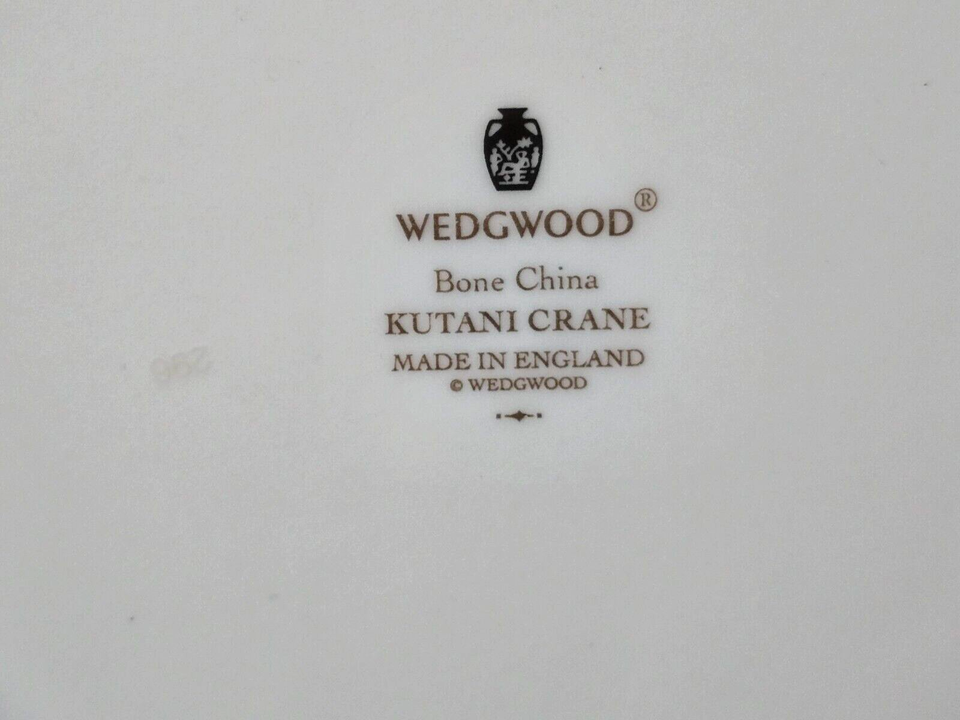 WEDGWOOD®
Bone China
KUTANI CRANE
MADE IN ENGLAND
© WEDGWOOD